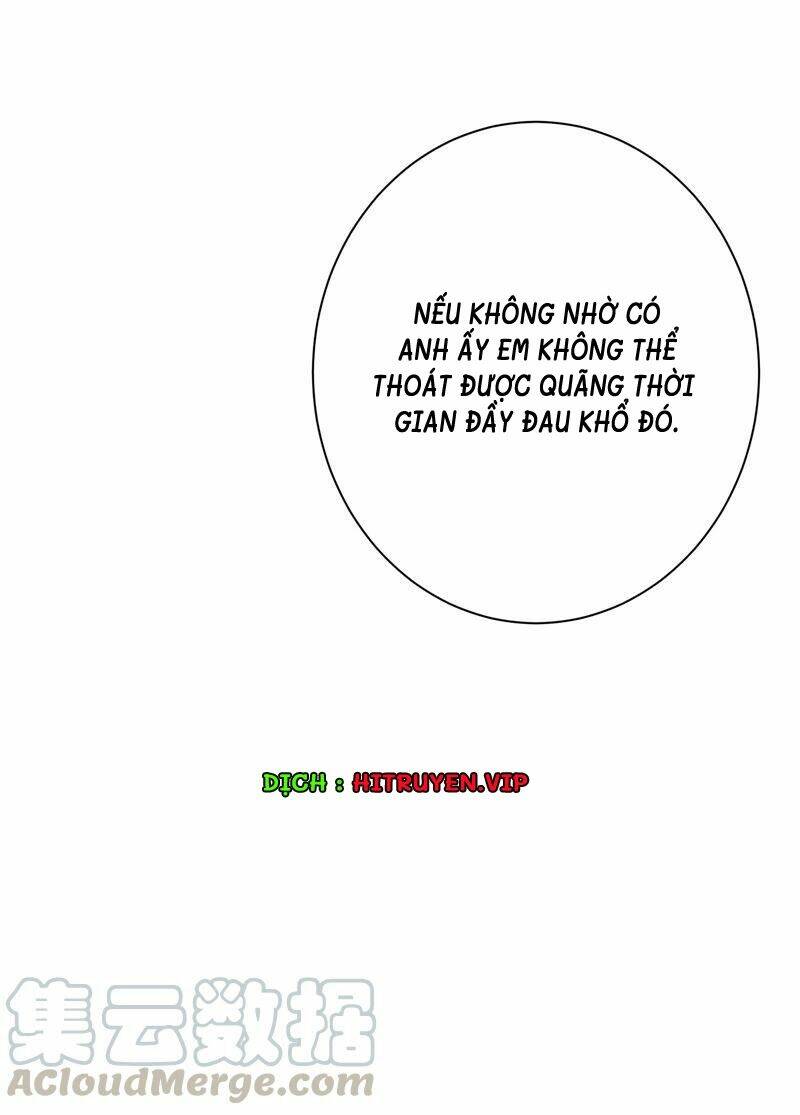 NẾU KHÔNG NHỜ CÓ
ANH ẤY EM KHÔNG THỂ
THOÁT ĐƯỢC QUÃNG THỜI
GIAN ĐẦY ĐAU KHỔ ĐÓ.
DỊCH : HITRUYEN.VIP
集云数据
ACloudMerge.com